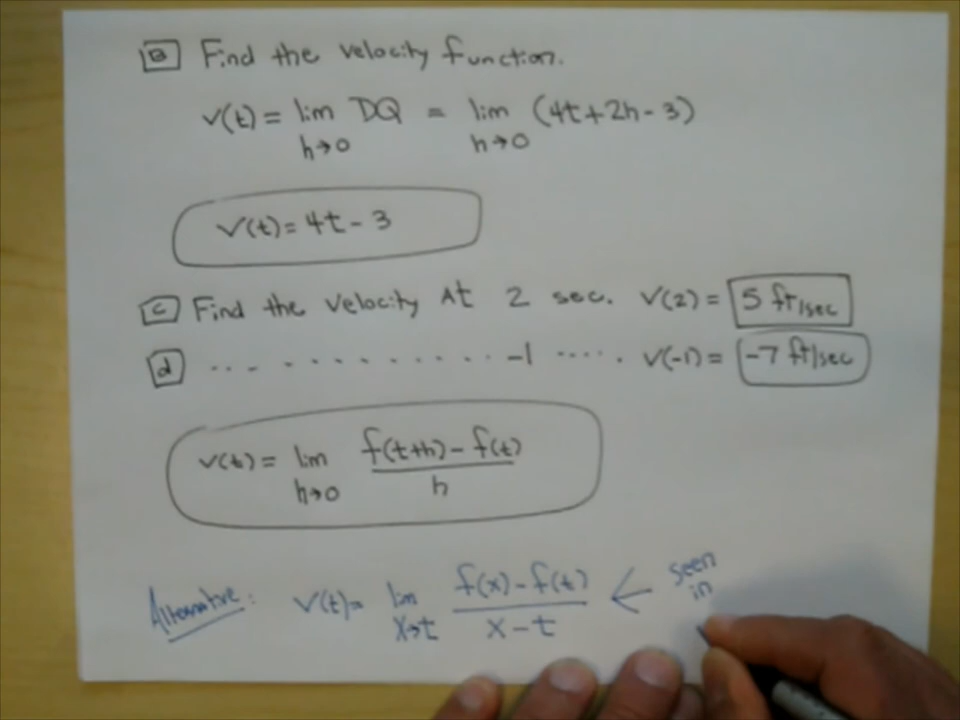 B Find the velocity function.
v(t) = lim h→0 DQ = lim h→0 (4t+2h-3)
v(t) = 4t - 3
c Find the velocity At 2 sec. v(2) = 5 ft/sec
d .. .. . . . . . . . . . . -1 ..... v(-1) = -7 ft/sec
v(t) = lim h→0 f(t+h) - f(t) / h
Alternative: v(t) = lim x→t f(x) - f(t) / x - t ← seen in